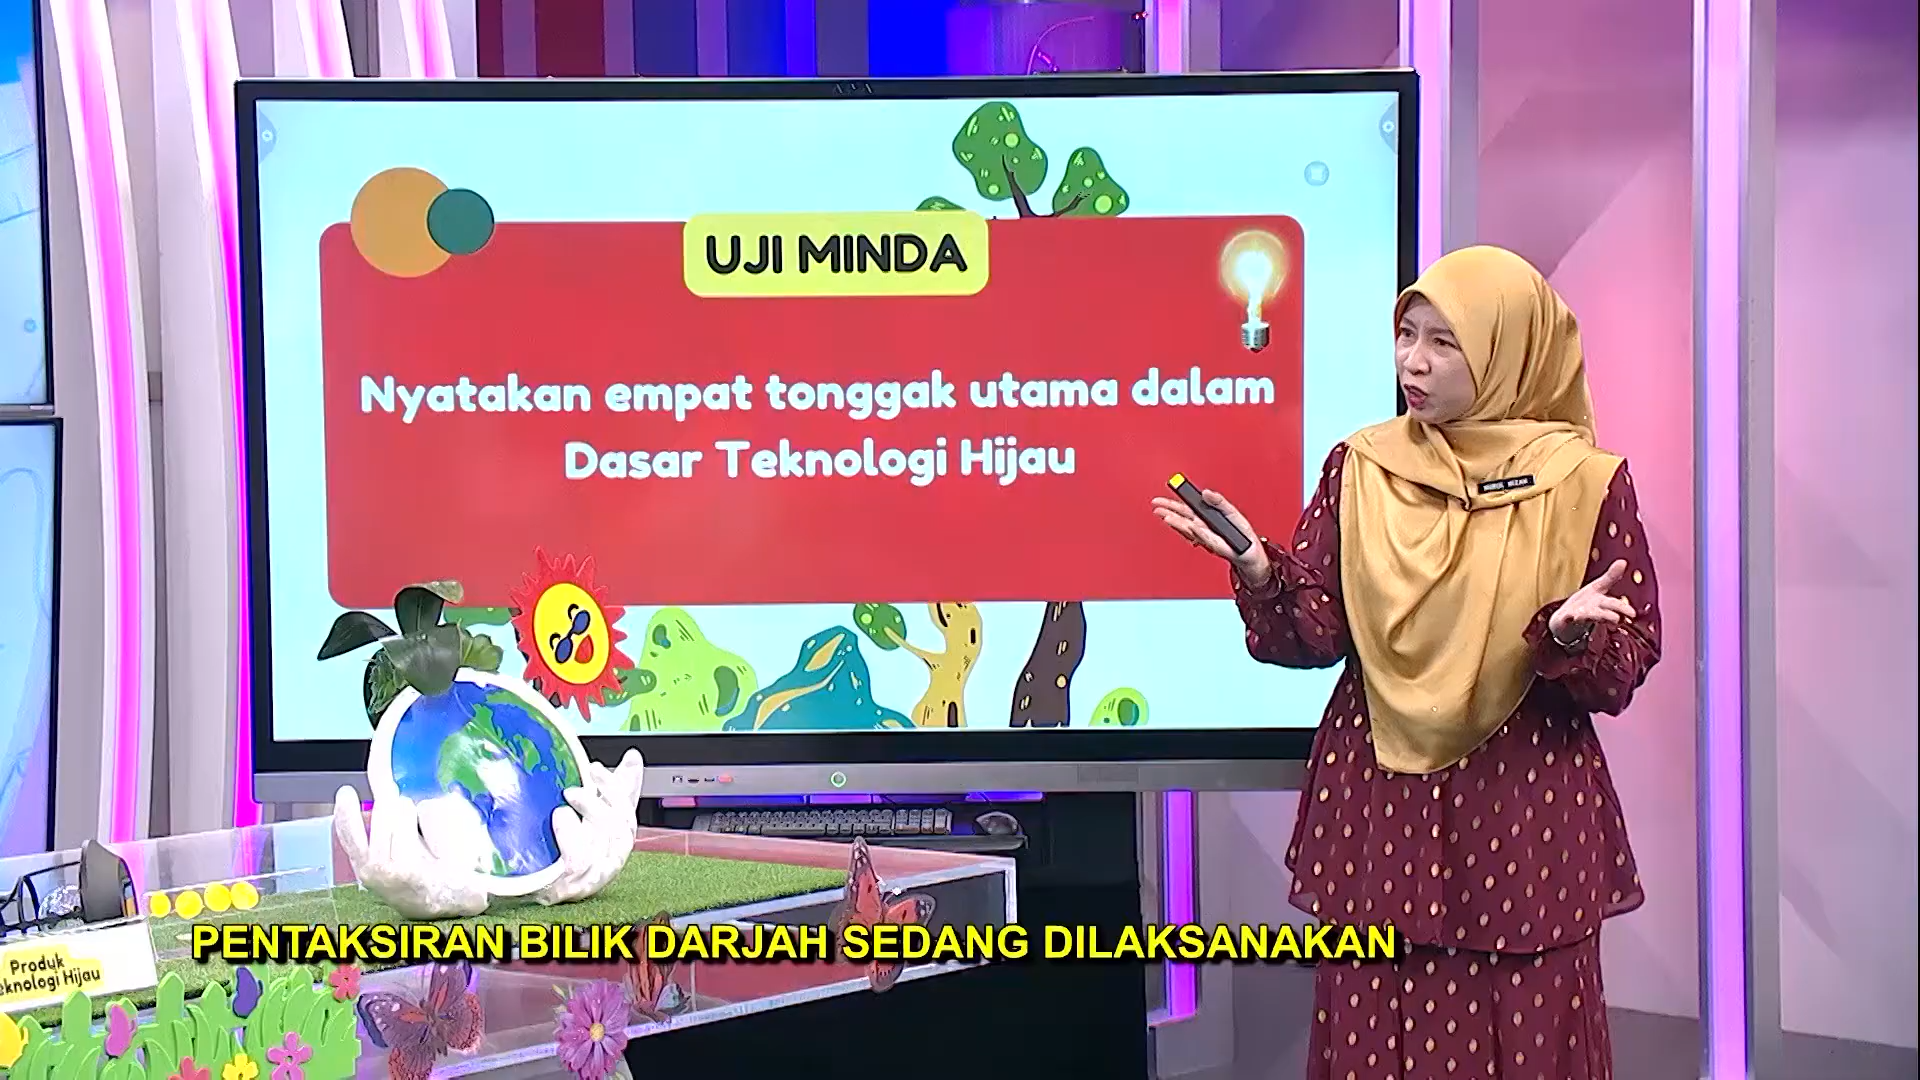 UJI MINDA
Nyatakan empat tonggak utama dalam
Dasar Teknologi Hijau
PENTAKSIRAN BILIK DARJAH SEDANG DILAKSANAKAN
Produk
eknologi Hijau